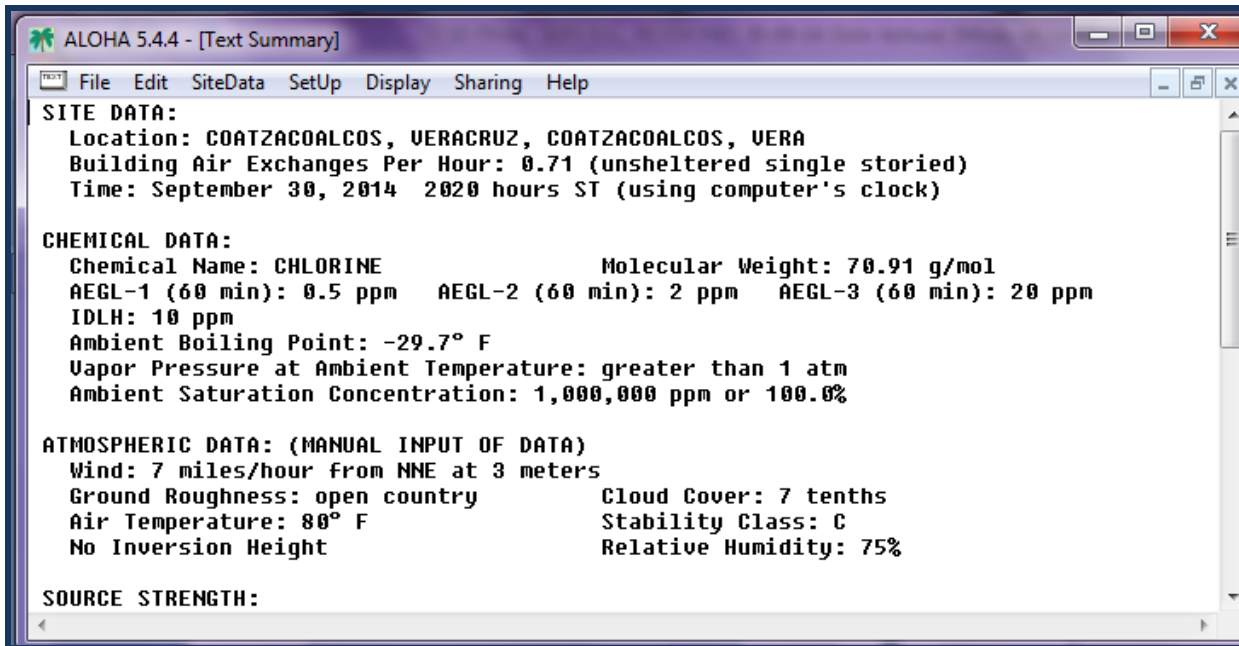 ALOHA 5.4.4 - [Text Summary]
TEXT File Edit SiteData SetUp Display Sharing Help
SITE DATA:
Location: COATZACOALCOS, VERACRUZ, COATZACOALCOS, VERA
Building Air Exchanges Per Hour: 0.71 (unsheltered single storied)
Time: September 30, 2014 2020 hours ST (using computer's clock)
CHEMICAL DATA:
Chemical Name: CHLORINE Molecular Weight: 70.91 g/mol
AEGL-1 (60 min): 0.5 ppm AEGL-2 (60 min): 2 ppm AEGL-3 (60 min): 20 ppm
IDLH: 10 ppm
Ambient Boiling Point: -29.7° F
Vapor Pressure at Ambient Temperature: greater than 1 atm
Ambient Saturation Concentration: 1,000,000 ppm or 100.0%
ATMOSPHERIC DATA: (MANUAL INPUT OF DATA)
Wind: 7 miles/hour from NNE at 3 meters
Ground Roughness: open country Cloud Cover: 7 tenths
Air Temperature: 80° F Stability Class: C
No Inversion Height Relative Humidity: 75%
SOURCE STRENGTH: